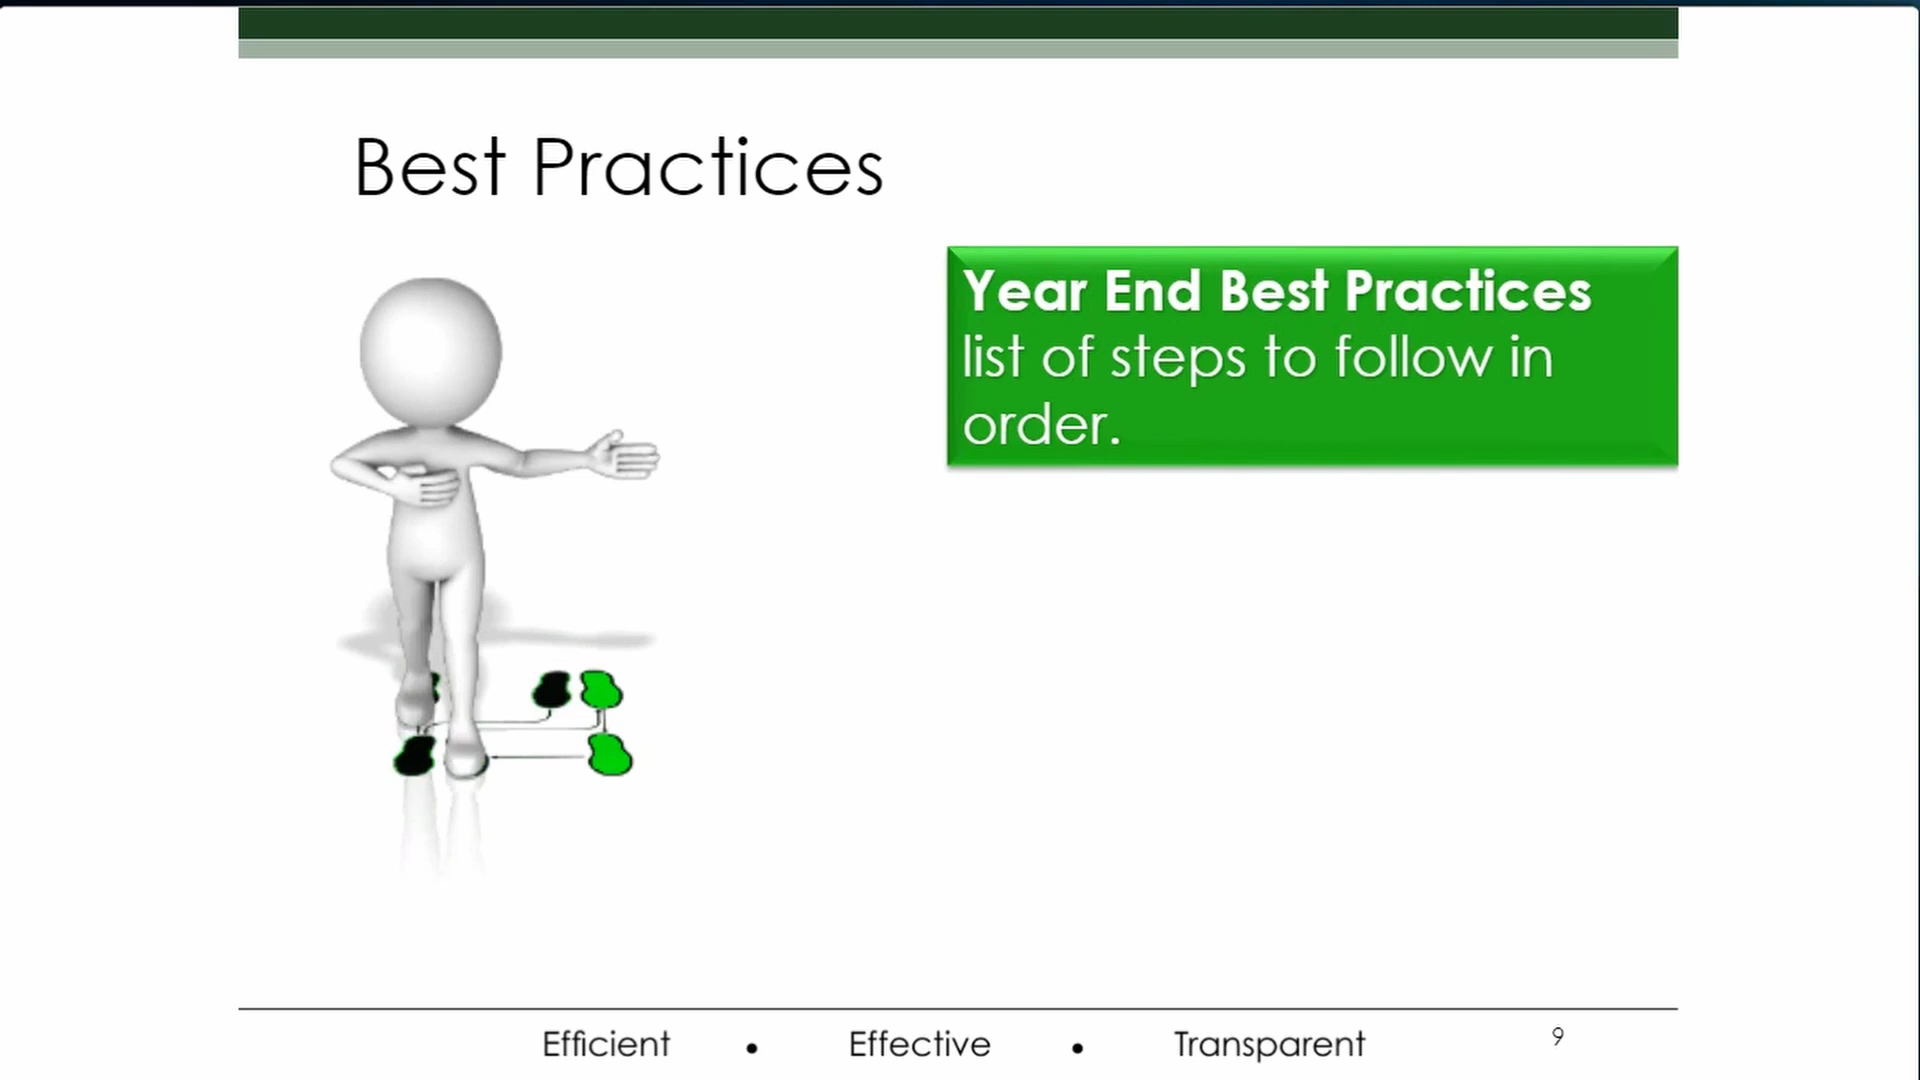 Best Practices
Year End Best Practices
list of steps to follow in
order.
Efficient • Effective • Transparent 9